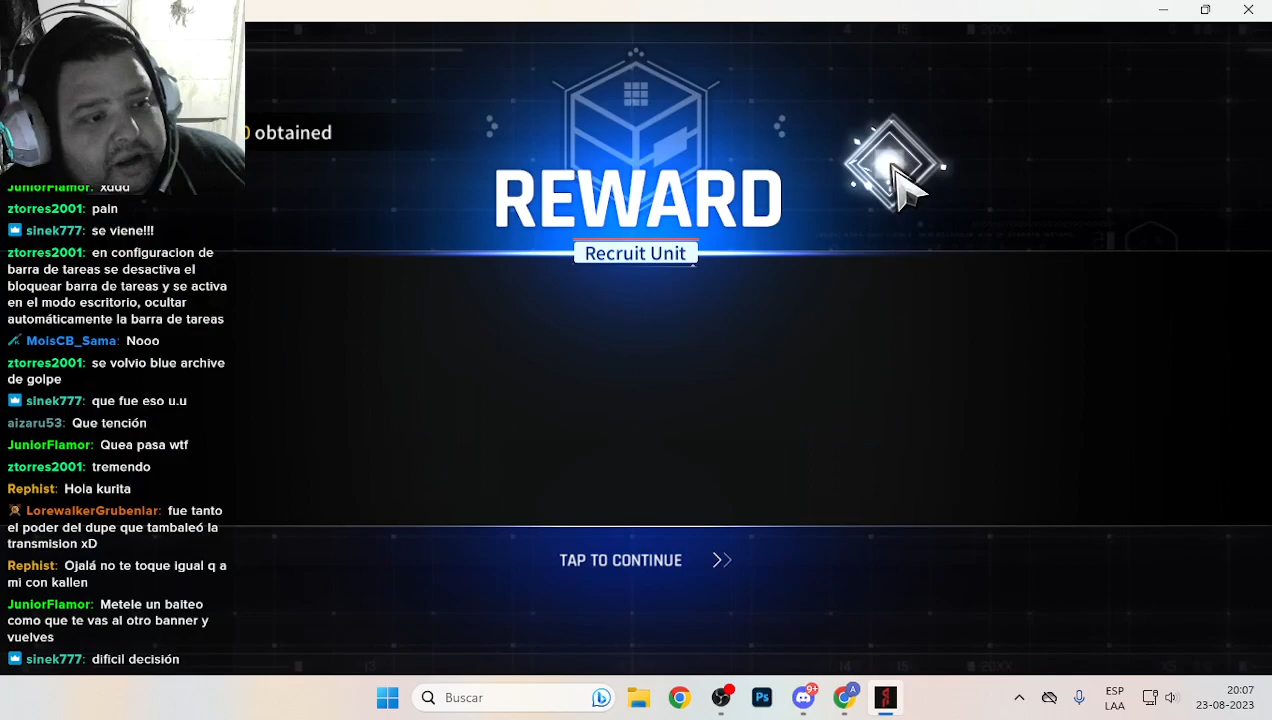 obtained
REWARD
Recruit Unit
TAP TO CONTINUE
JuniorFlamor: xddd
ztorres2001: pain
sinek777: se viene!!!
ztorres2001: en configuracion de
barra de tareas se desactiva el
bloquear barra de tareas y se activa
en el modo escritorio, ocultar
automáticamente la barra de tareas
MoisCB_Sama: Nooo
ztorres2001: se volvio blue archive
de golpe
sinek777: que fue eso u.u
aizaru53: Que tención
JuniorFlamor: Quea pasa wtf
ztorres2001: tremendo
Rephist: Hola kurita
LorewalkerGrubenlar: fue tanto
el poder del dupe que tambaleó la
transmision xD
Rephist: Ojalá no te toque igual q a
mi con kallen
JuniorFlamor: Metele un baiteo
como que te vas al otro banner y
vuelves
sinek777: dificil decisión
Buscar
Ps
9+
A
ESP
LAA
20:07
23-08-2023